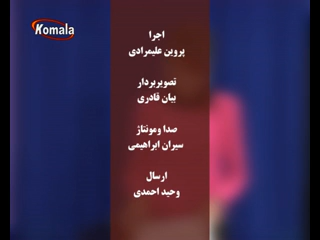 Komala
اجرا
پروین علیمرادی
تصویربردار
بیان قادری
صدا ومونتاژ
سیران ابراهیمی
ارسال
وحید احمدی